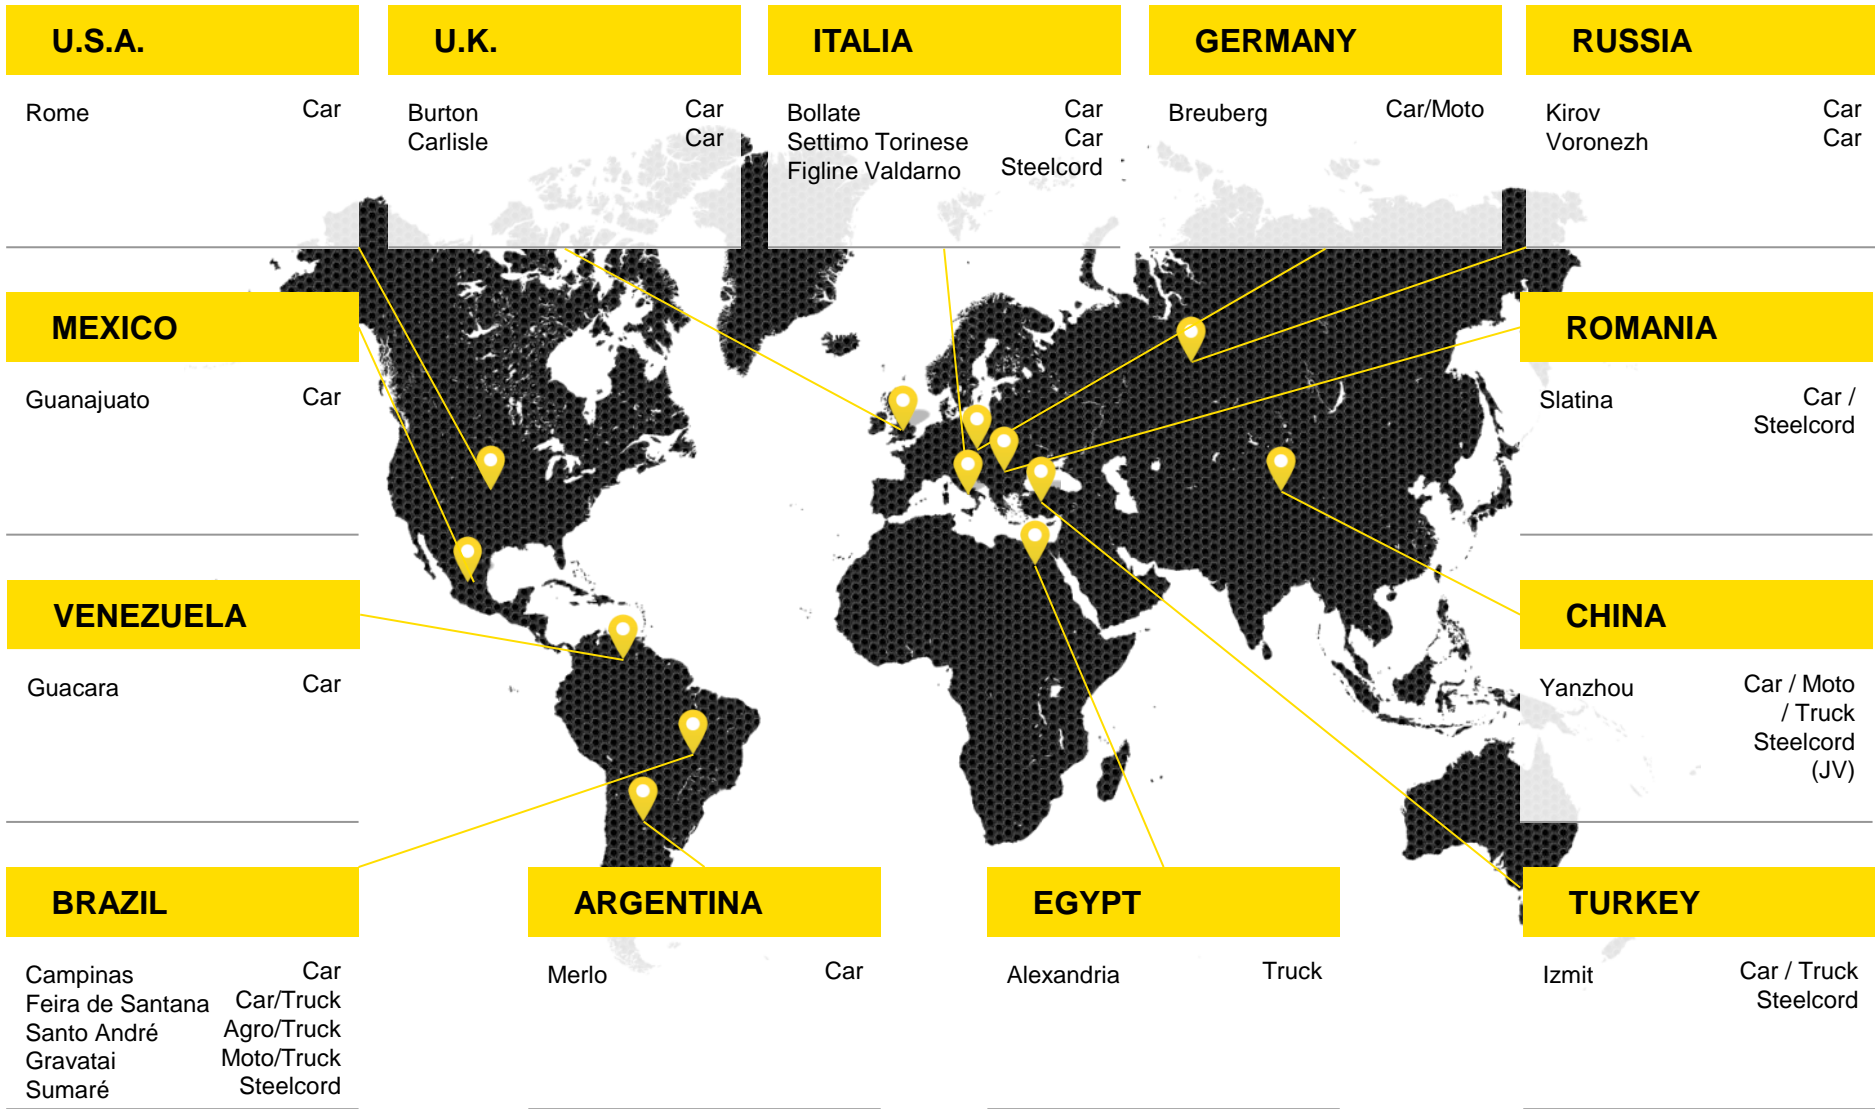 U.S.A.
Rome Car
U.K.
Burton Car
Carlisle Car
ITALIA
Bollate Car
Settimo Torinese Car
Figline Valdarno Steelcord
GERMANY
Breuberg Car/Moto
RUSSIA
Kirov Car
Voronezh Car
MEXICO
Guanajuato Car
ROMANIA
Slatina Car /
Steelcord
VENEZUELA
Guacara Car
CHINA
Yanzhou Car / Moto
/ Truck
Steelcord
(JV)
BRAZIL
Campinas Car
Feira de Santana Car/Truck
Santo André Agro/Truck
Gravatai Moto/Truck
Sumaré Steelcord
ARGENTINA
Merlo Car
EGYPT
Alexandria Truck
TURKEY
Izmit Car / Truck
Steelcord